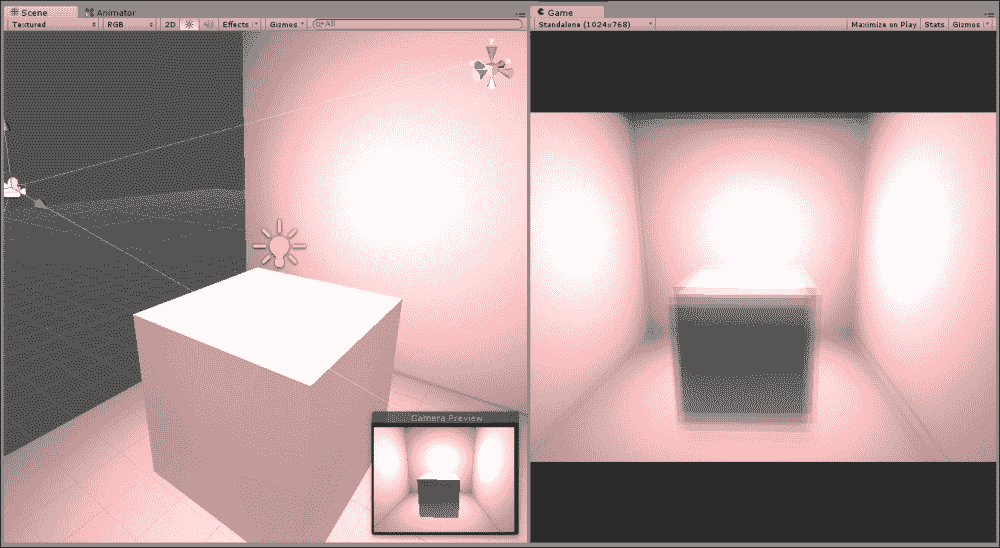 Scene Animator
Textured RGB 2D Effects Gizmos All
Camera Preview
Game
Standalone (1024x768) Maximize on Play Stats Gizmos